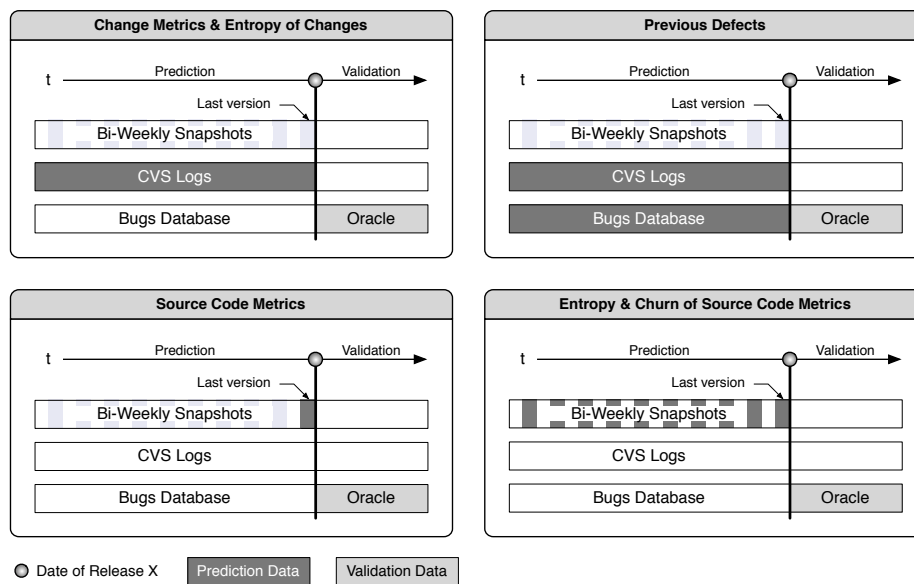 Change Metrics & Entropy of Changes
t
Prediction
Validation
Last version
Bi-Weekly Snapshots
CVS Logs
Bugs Database
Oracle
Previous Defects
t
Prediction
Validation
Last version
Bi-Weekly Snapshots
CVS Logs
Bugs Database
Oracle
Source Code Metrics
t
Prediction
Validation
Last version
Bi-Weekly Snapshots
CVS Logs
Bugs Database
Oracle
Entropy & Churn of Source Code Metrics
t
Prediction
Validation
Last version
Bi-Weekly Snapshots
CVS Logs
Bugs Database
Oracle
Date of Release X
Prediction Data
Validation Data